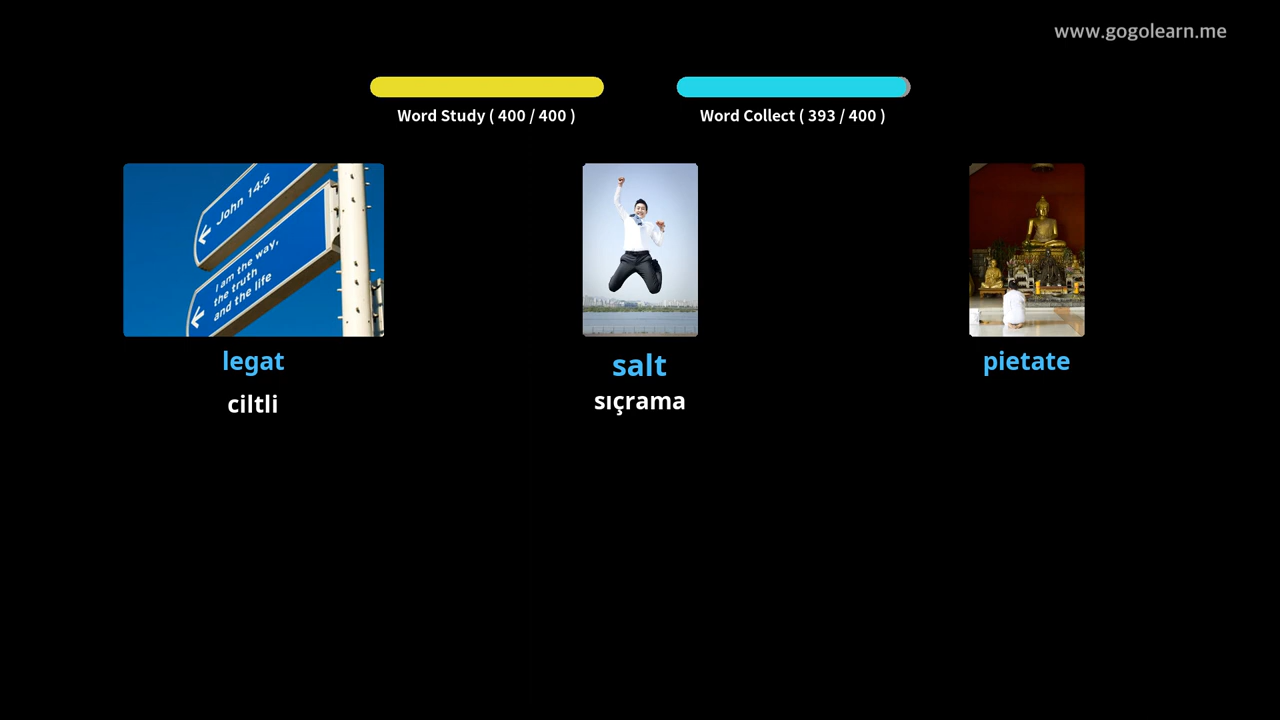 www.gogolearn.me
Word Study ( 400 / 400 )
Word Collect ( 393 / 400 )
John 14:6
I am the way,
the truth
and the life
legat
salt
pietate
ciltli
sıçrama